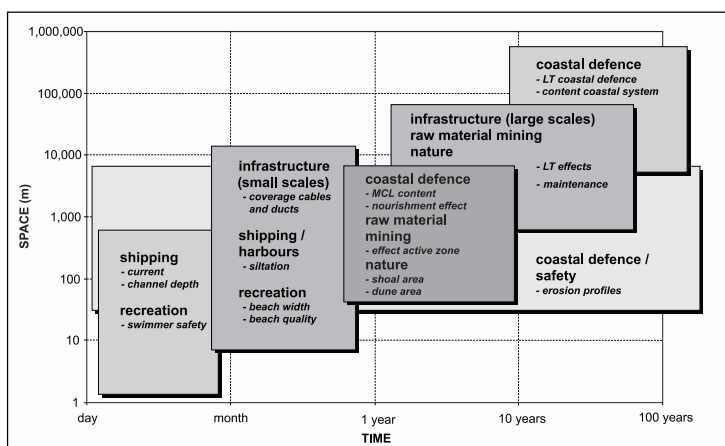 SPACE (m)
1,000,000
100,000
10,000
1,000
100
10
1
shipping
- current
- channel depth
recreation
- swimmer safety
infrastructure
(small scales)
- coverage cables
and ducts
shipping /
harbours
- siltation
recreation
- beach width
- beach quality
coastal defence
- MCL content
- nourishment effect
raw material
mining
- effect active zone
nature
- shoal area
- dune area
infrastructure (large scales)
raw material mining
nature
- LT effects
- maintenance
coastal defence
- LT coastal defence
- content coastal system
coastal defence /
safety
- erosion profiles
day
month
1 year
10 years
100 years
TIME